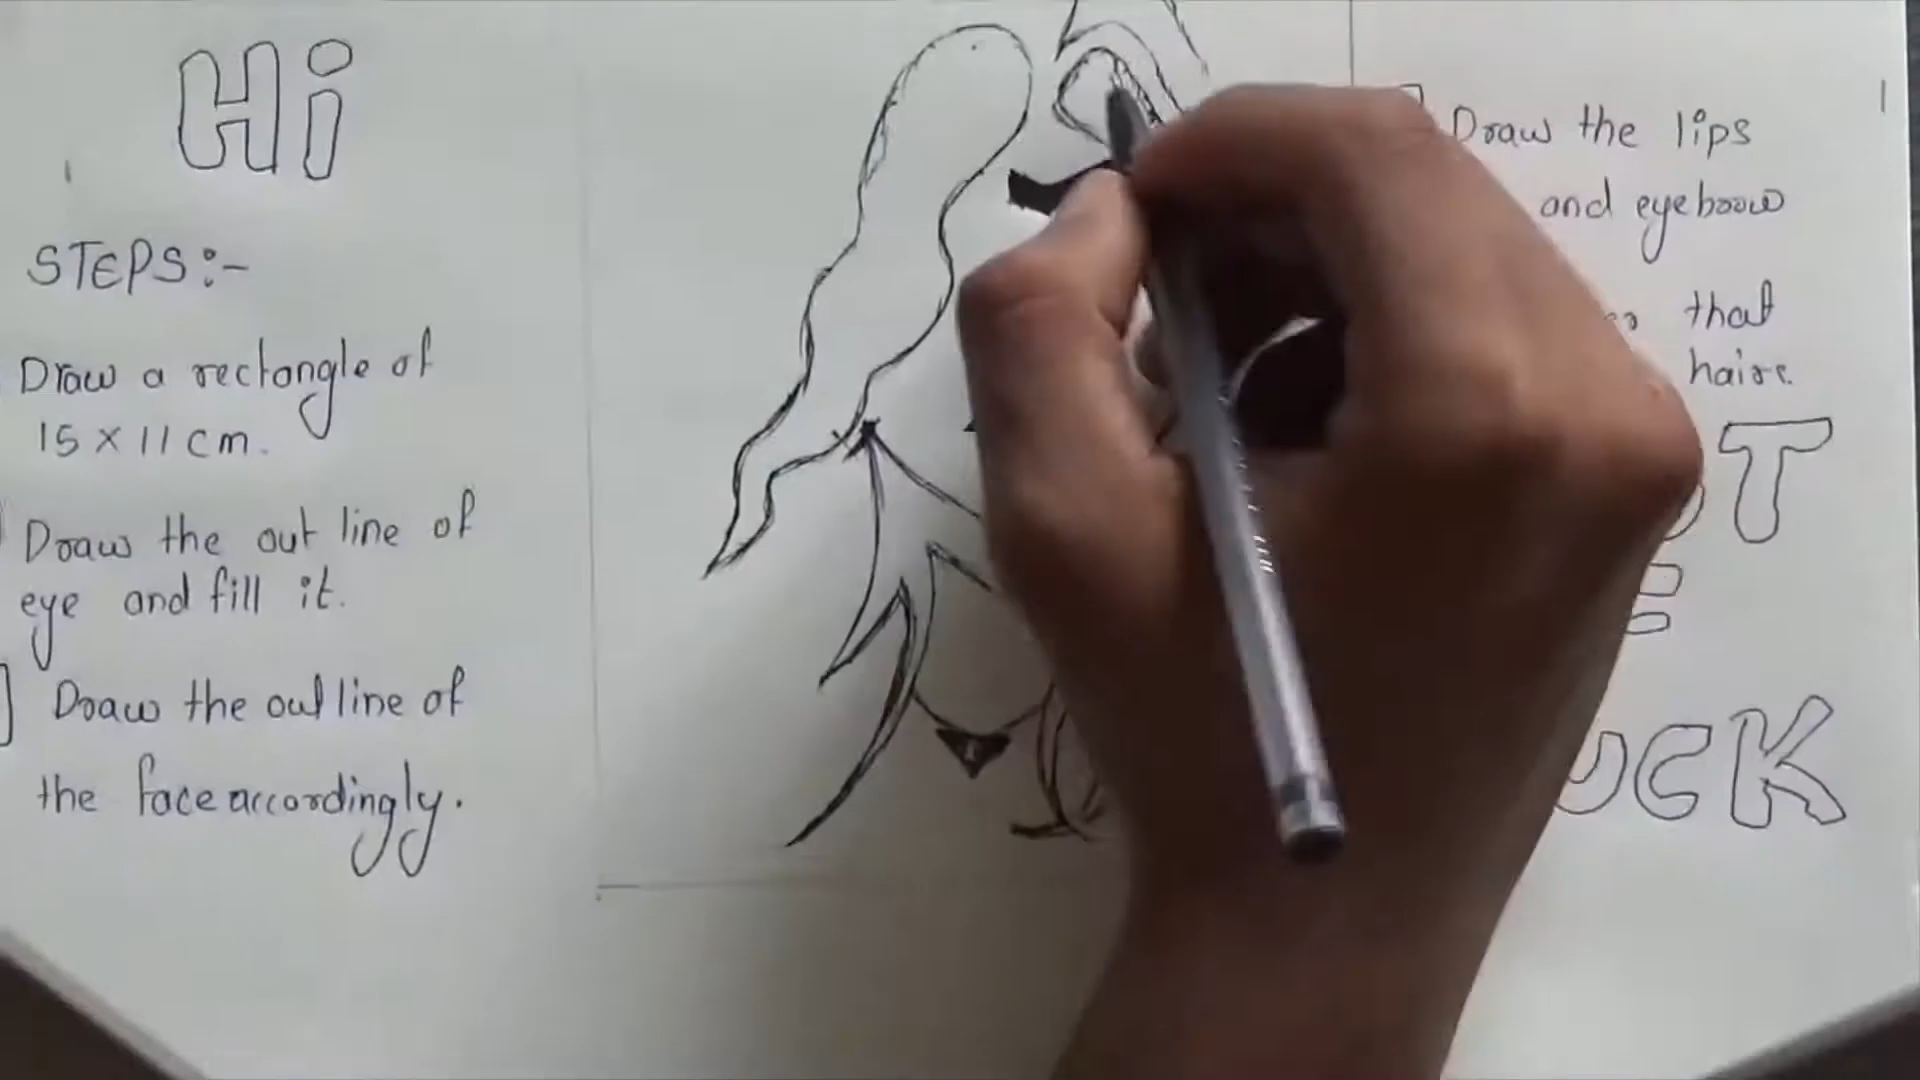 Hi
STEPS:-
Draw a rectangle of
15 x 11 cm.
Draw the out line of
eye and fill it.
Draw the out line of
the face accordingly.
Draw the lips
and eyebrow
that
hair.
T
UCK